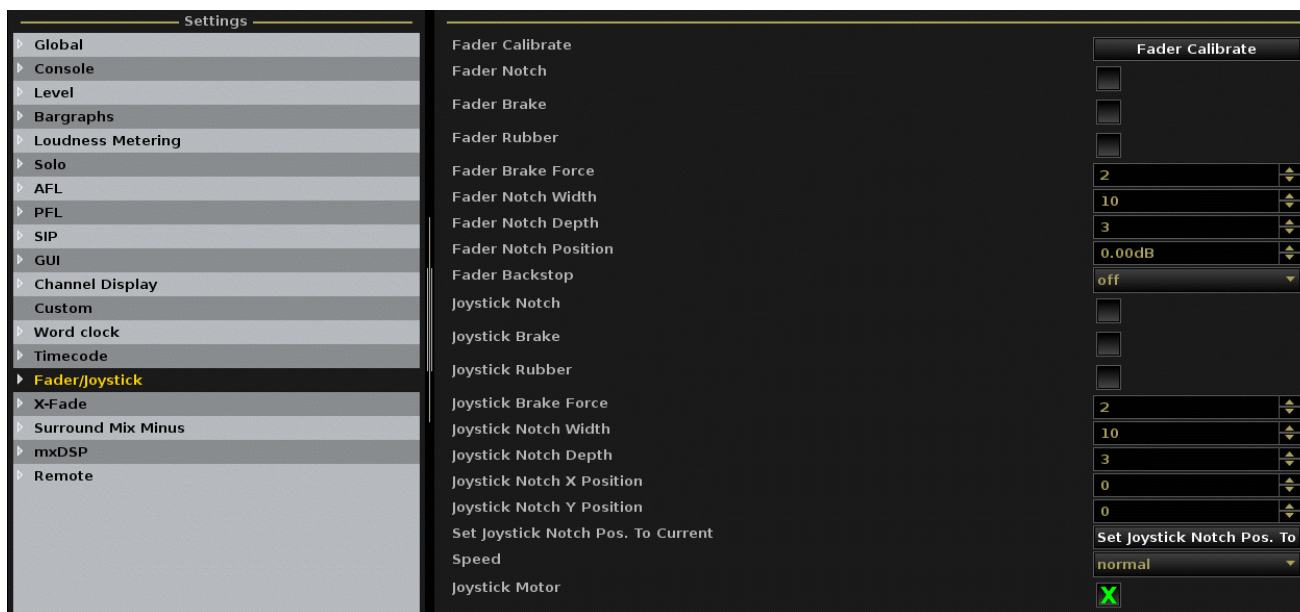 Settings
Global
Console
Level
Bargraphs
Loudness Metering
Solo
AFL
PFL
SIP
GUI
Channel Display
Custom
Word clock
Timecode
Fader/Joystick
X-Fade
Surround Mix Minus
mxDSP
Remote
Fader Calibrate Fader Calibrate
Fader Notch
Fader Brake
Fader Rubber
Fader Brake Force 2
Fader Notch Width 10
Fader Notch Depth 3
Fader Notch Position 0.00dB
Fader Backstop off
Joystick Notch
Joystick Brake
Joystick Rubber
Joystick Brake Force 2
Joystick Notch Width 10
Joystick Notch Depth 3
Joystick Notch X Position 0
Joystick Notch Y Position 0
Set Joystick Notch Pos. To Current Set Joystick Notch Pos. To
Speed normal
Joystick Motor X